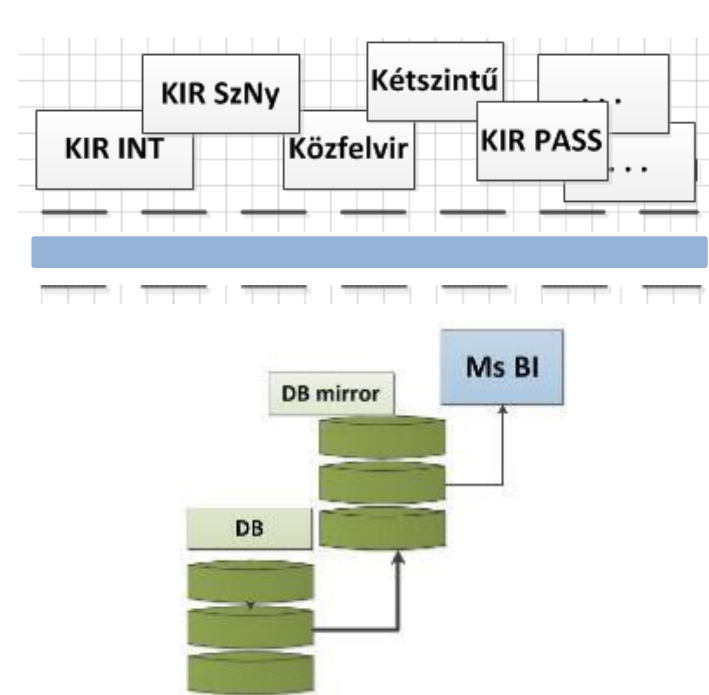 Kétszintű
KIR SzNy
...
KIR PASS
KIR INT
Közfelvir
...
Ms BI
DB mirror
DB